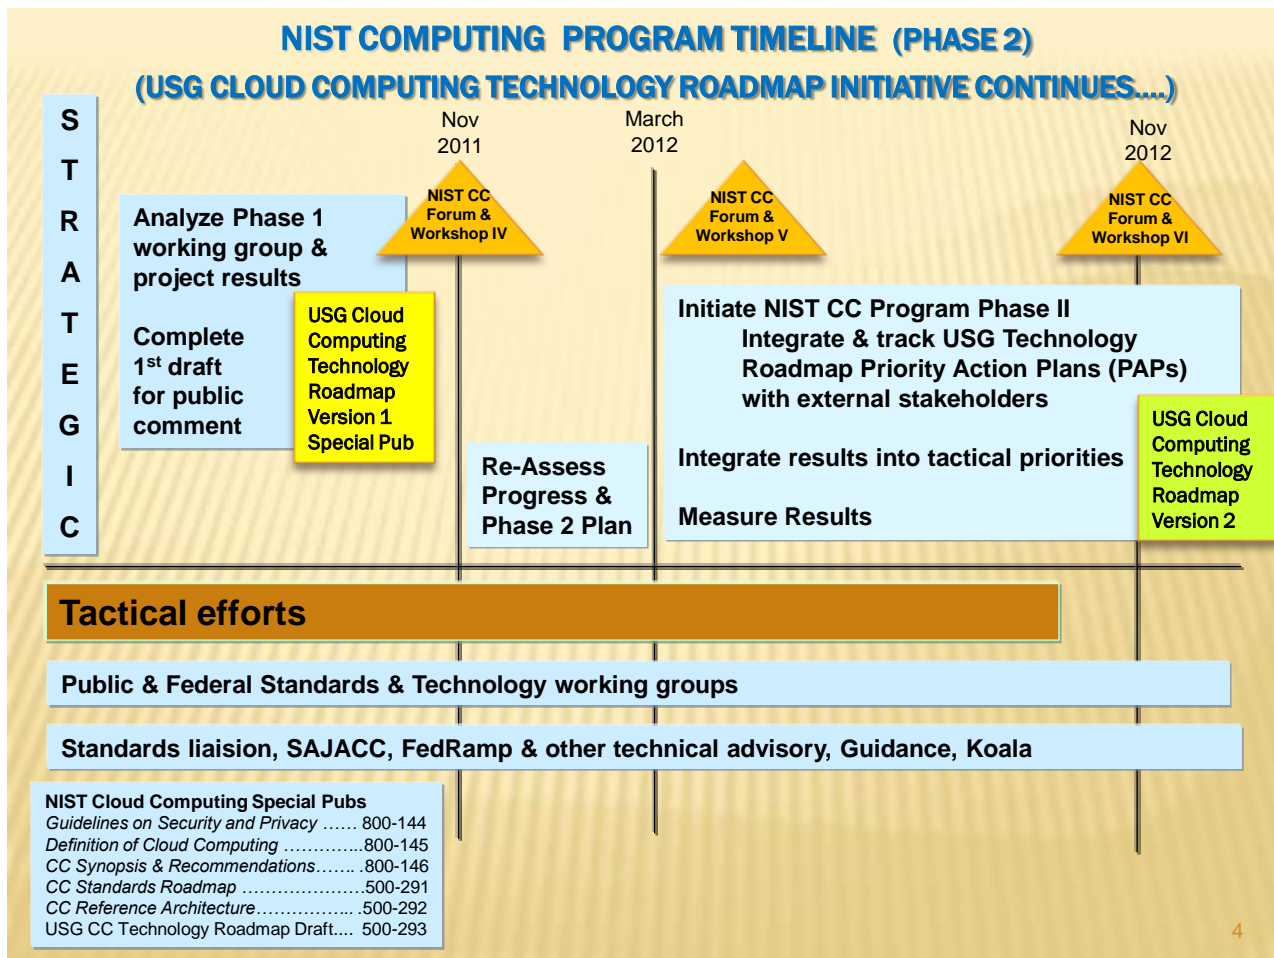 NIST COMPUTING PROGRAM TIMELINE (PHASE 2)
(USG CLOUD COMPUTING TECHNOLOGY ROADMAP INITIATIVE CONTINUES....)
S
T
R
A
T
E
G
I
C
Nov
2011
March
2012
Nov
2012
NIST CC
Forum &
Workshop IV
NIST CC
Forum &
Workshop V
NIST CC
Forum &
Workshop VI
Analyze Phase 1
working group &
project results
Complete
1st draft
for public
comment
USG Cloud
Computing
Technology
Roadmap
Version 1
Special Pub
Re-Assess
Progress &
Phase 2 Plan
Initiate NIST CC Program Phase II
Integrate & track USG Technology
Roadmap Priority Action Plans (PAPs)
with external stakeholders
Integrate results into tactical priorities
Measure Results
USG Cloud
Computing
Technology
Roadmap
Version 2
Tactical efforts
Public & Federal Standards & Technology working groups
Standards liaision, SAJACC, FedRamp & other technical advisory, Guidance, Koala
NIST Cloud Computing Special Pubs
Guidelines on Security and Privacy …… 800-144
Definition of Cloud Computing …………..800-145
CC Synopsis & Recommendations……. .800-146
CC Standards Roadmap …………………500-291
CC Reference Architecture…………….. .500-292
USG CC Technology Roadmap Draft.... 500-293
4